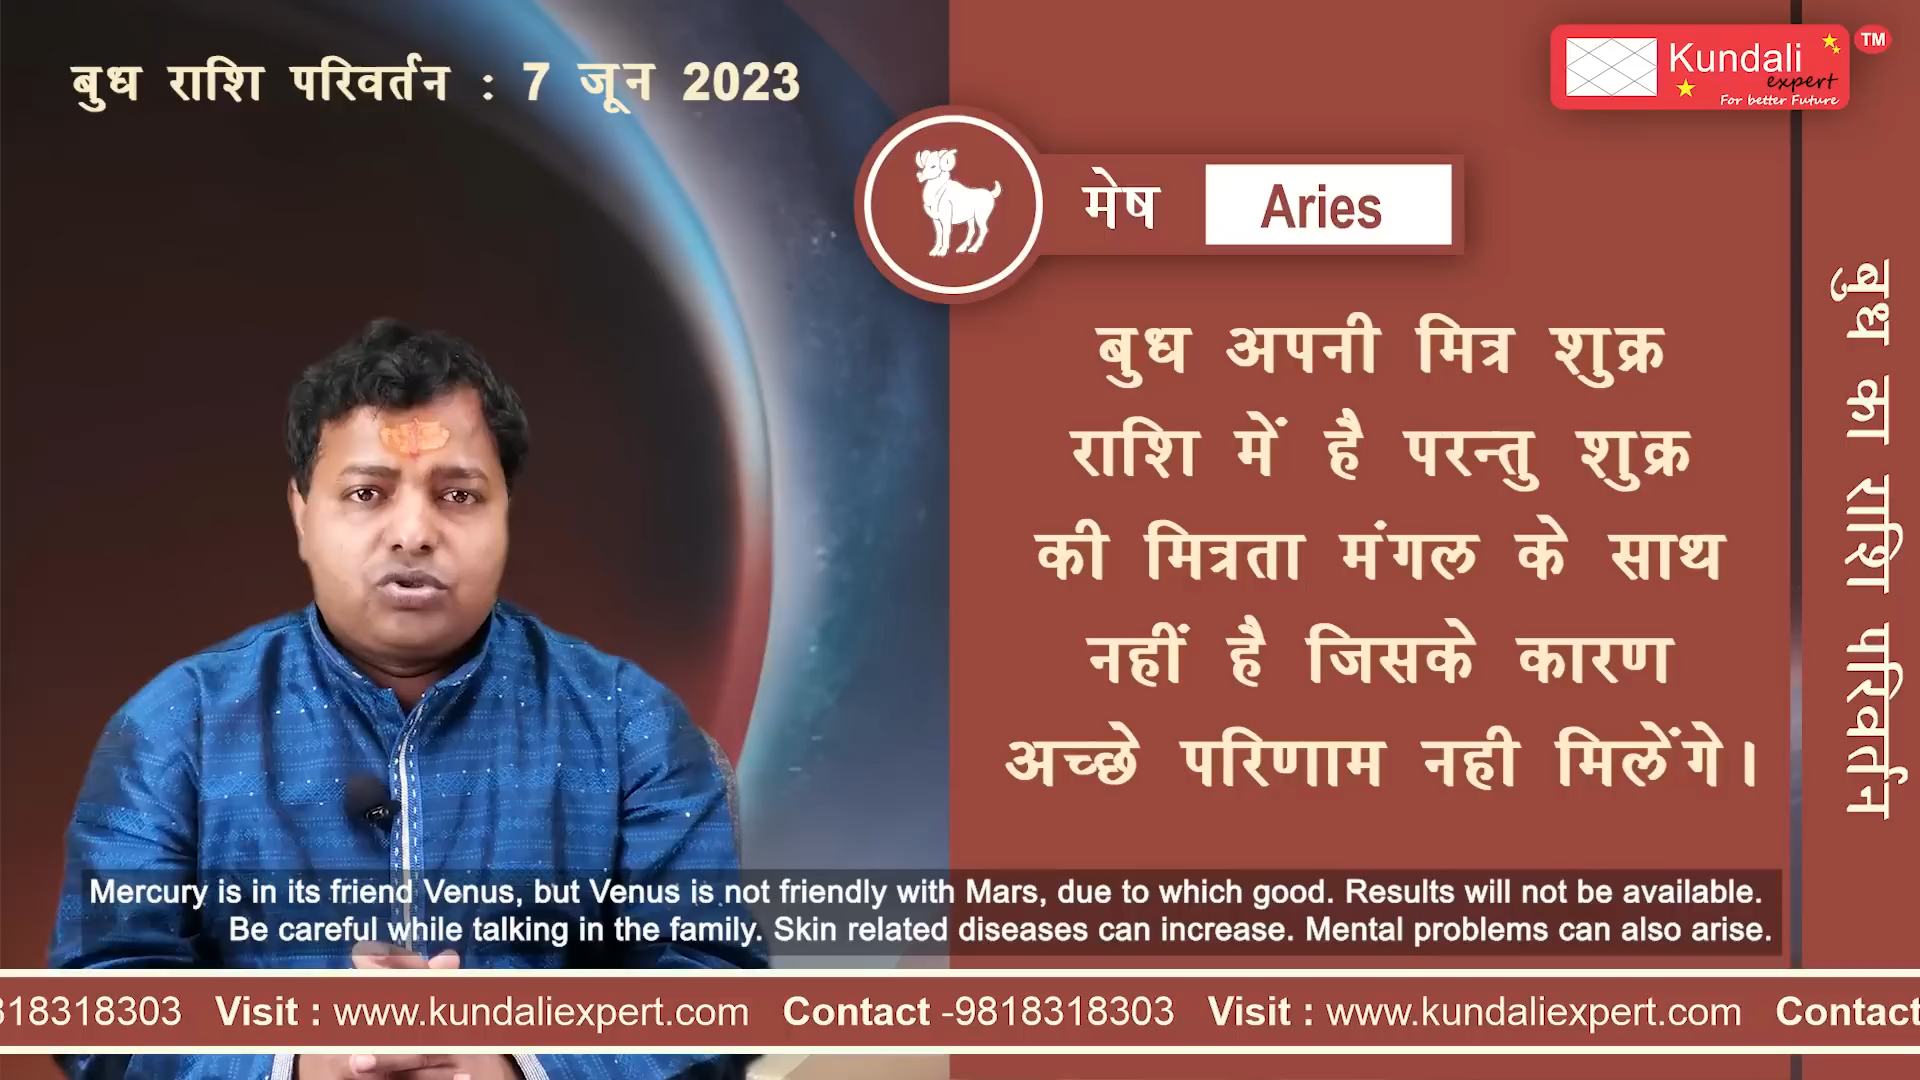 बुध राशि परिवर्तन : 7 जून 2023
Kundali
expert
For better Future
TM
मेष Aries
बुध अपनी मित्र शुक्र
राशि में है परन्तु शुक्र
की मित्रता मंगल के साथ
नहीं है जिसके कारण
अच्छे परिणाम नही मिलेंगे।
बुध का राशि परिवर्तन
Mercury is in its friend Venus, but Venus is not friendly with Mars, due to which good. Results will not be available.
Be careful while talking in the family. Skin related diseases can increase. Mental problems can also arise.
318318303 Visit : www.kundaliexpert.com Contact -9818318303 Visit : www.kundaliexpert.com Contact